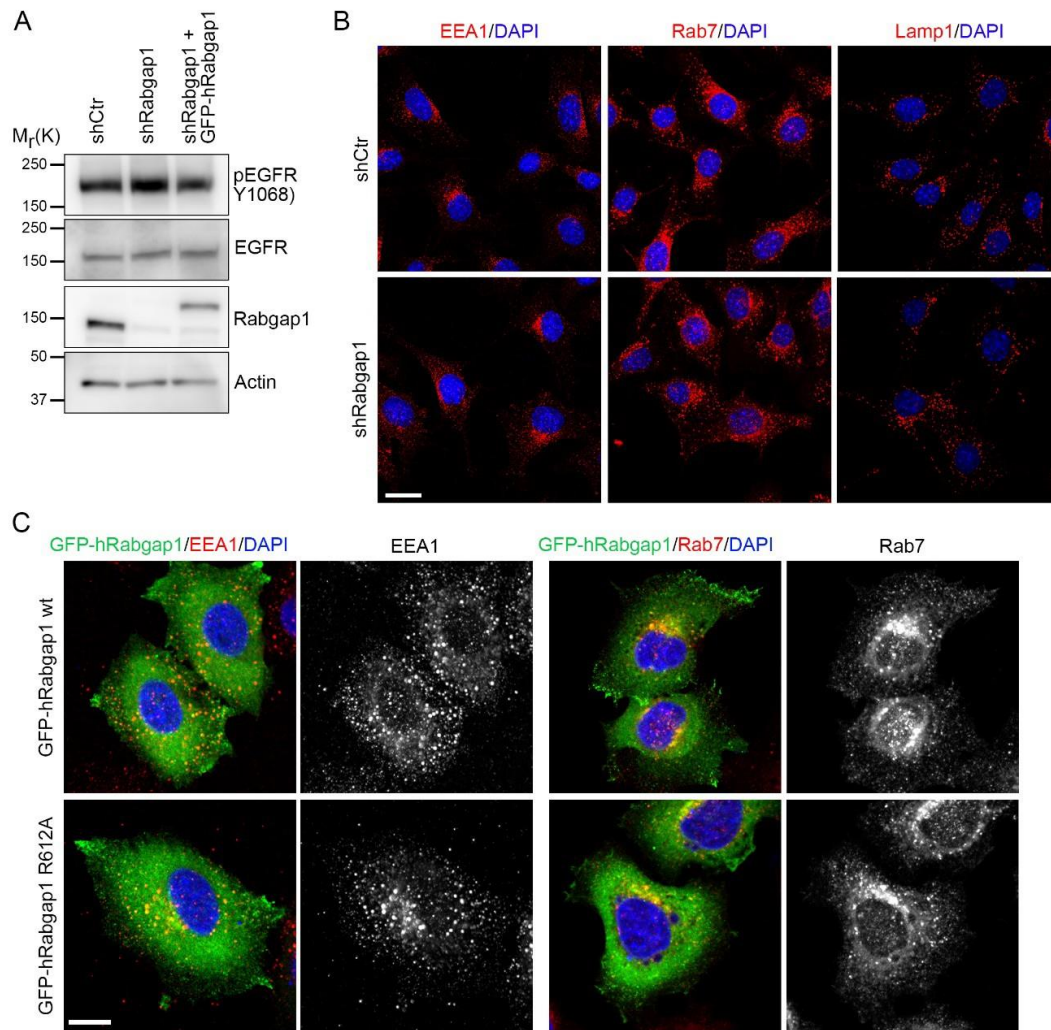 A
M_r(K)
shCtr
shRabgap1
shRabgap1 +
GFP-hRabgap1
250
150
pEGFR
Y1068)
250
150
EGFR
150
Rabgap1
50
37
Actin
B
EEA1/DAPI
Rab7/DAPI
Lamp1/DAPI
shCtr
shRabgap1
C
GFP-hRabgap1/EEA1/DAPI
EEA1
GFP-hRabgap1/Rab7/DAPI
Rab7
GFP-hRabgap1 wt
GFP-hRabgap1 R612A